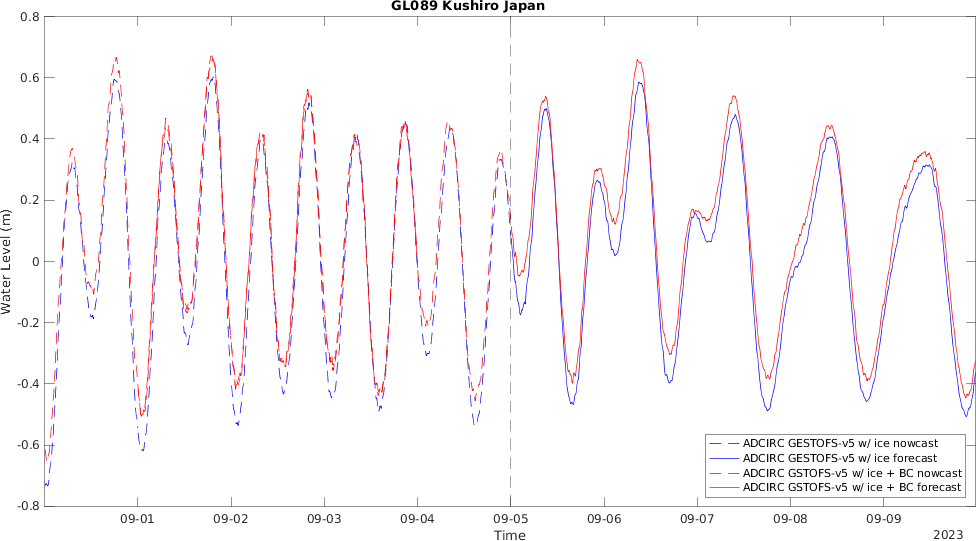 GL089 Kushiro Japan
0.8
0.6
0.4
0.2
0
-0.2
-0.4
-0.6
-0.8
Water Level (m)
ADCIRC GESTOFS-v5 w/ ice nowcast
ADCIRC GESTOFS-v5 w/ ice forecast
ADCIRC GSTOFS-v5 w/ ice + BC nowcast
ADCIRC GSTOFS-v5 w/ ice + BC forecast
09-01 09-02 09-03 09-04 09-05 09-06 09-07 09-08 09-09
Time
2023